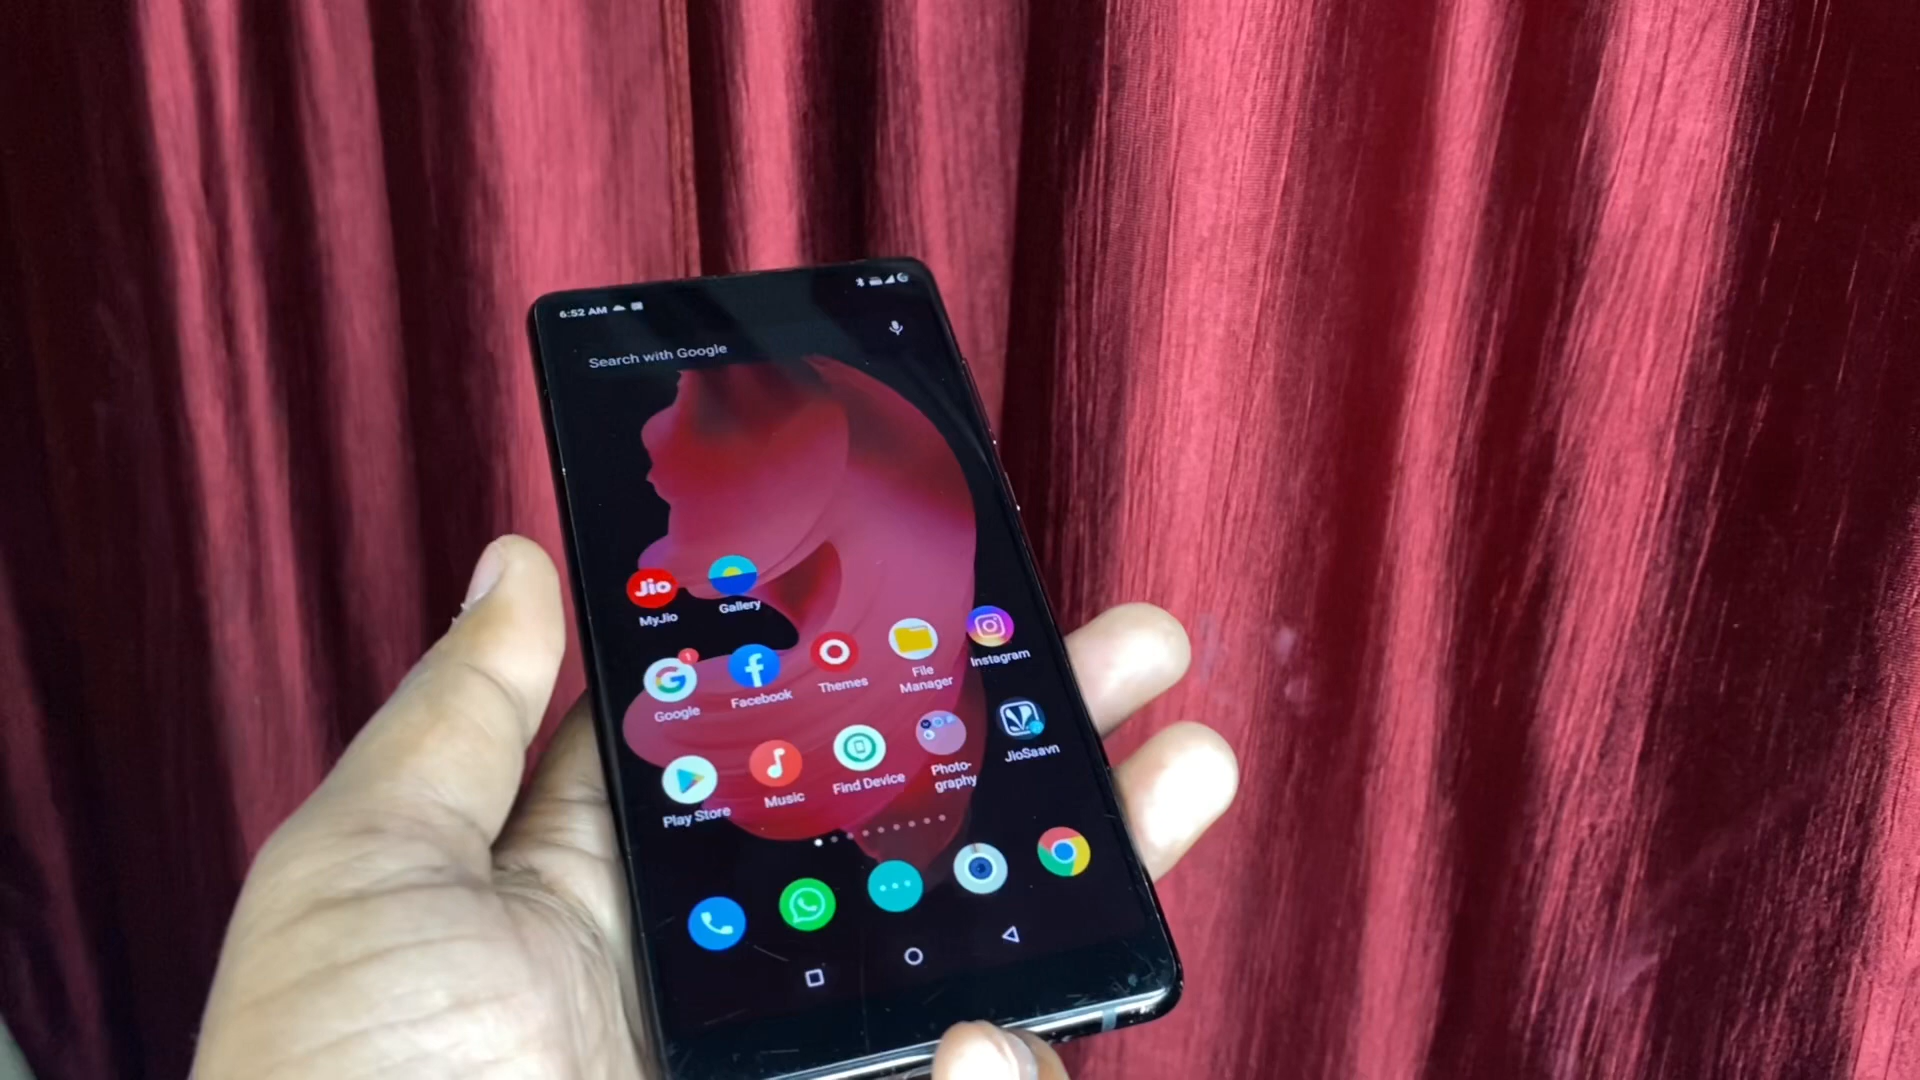 6:52 AM
Search with Google
Jio
MyJio
Gallery
1
G
Google
f
Facebook
Themes
File
Manager
Instagram
Play Store
Music
Find Device
Photo-
graphy
JioSaavn